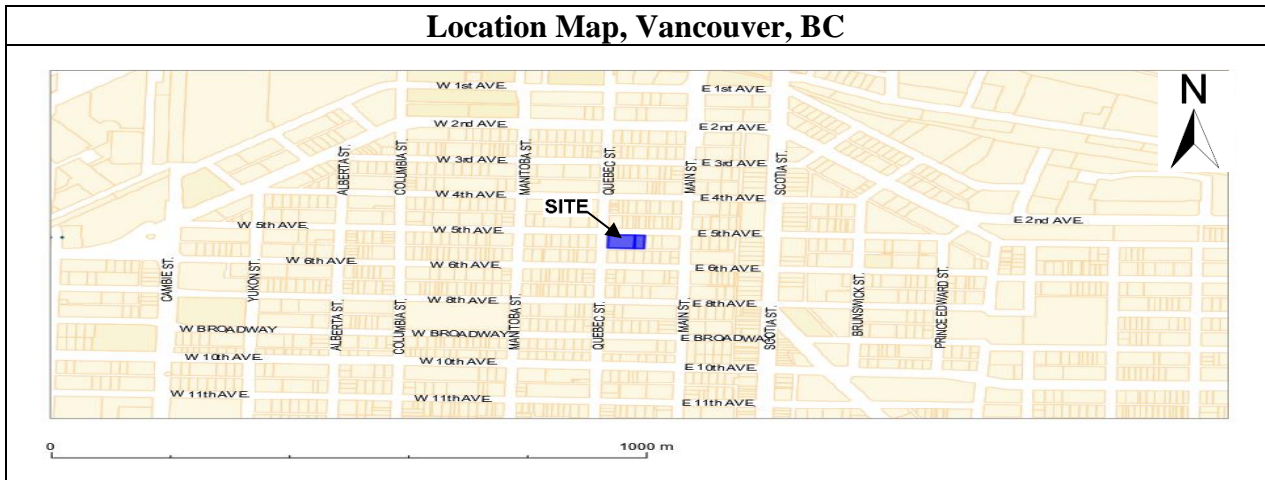 Location Map, Vancouver, BC
N
W 1st AVE.
E 1st AVE.
W 2nd AVE.
E 2nd AVE.
ALBERTA ST.
COLUMBIA ST.
W 3rd AVE.
MANITOBA ST.
QUEBEC ST.
MAIN ST.
E 3rd AVE.
SCOTIA ST.
W 4th AVE.
E 4th AVE.
SITE
E 2nd AVE.
W 5th AVE.
W 5th AVE.
E 5th AVE.
W 6th AVE.
W 6th AVE.
E 6th AVE.
CAMBIE ST.
YUKON ST.
ALBERTA ST.
COLUMBIA ST.
W 8th AVE.
MANITOBA ST.
QUEBEC ST.
MAIN ST.
E 8th AVE.
SCOTIA ST.
BRUNSWICK ST.
PRINCE EDWARD ST.
W BROADWAY
W BROADWAY
E BROADWAY
W 10th AVE.
W 10th AVE.
E 10th AVE.
W 11th AVE.
W 11th AVE.
E 11th AVE.
0
1000 m